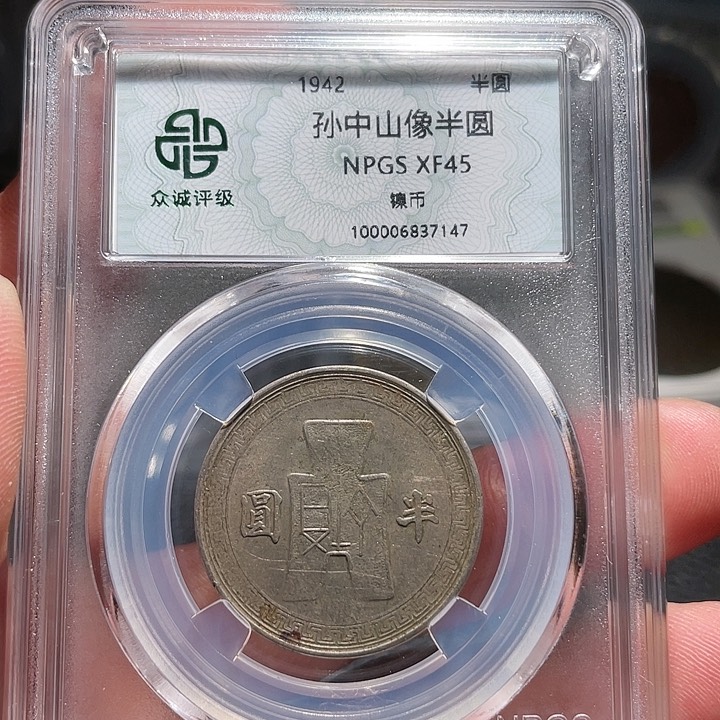 1942 半圆
孙中山像半圆
NPGS XF45
众诚评级
镍币
100006837147
圓 半